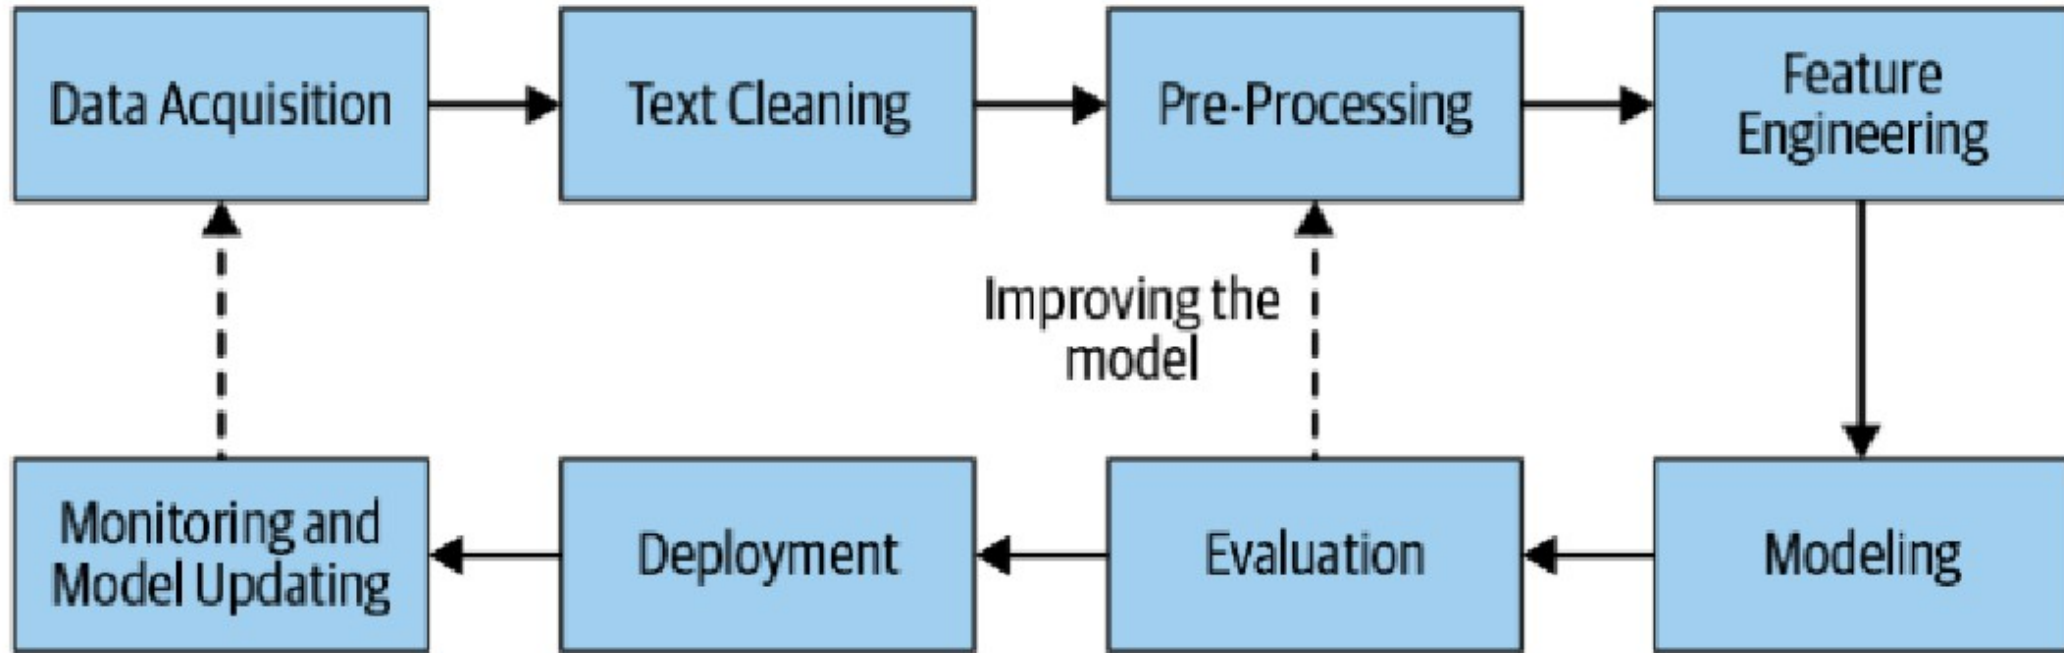 Data Acquisition
Text Cleaning
Pre-Processing
Feature
Engineering
Improving the
model
Monitoring and
Model Updating
Deployment
Evaluation
Modeling